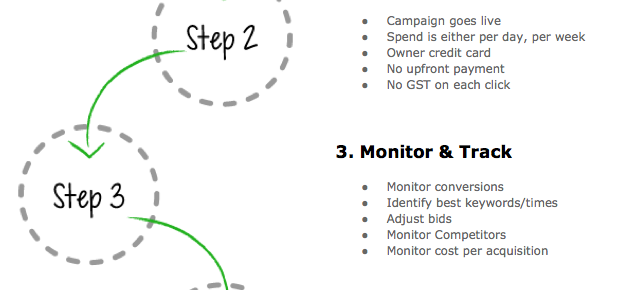 Step 2
Campaign goes live
Spend is either per day, per week
Owner credit card
No upfront payment
No GST on each click
Step 3
3. Monitor & Track
Monitor conversions
Identify best keywords/times
Adjust bids
Monitor Competitors
Monitor cost per acquisition